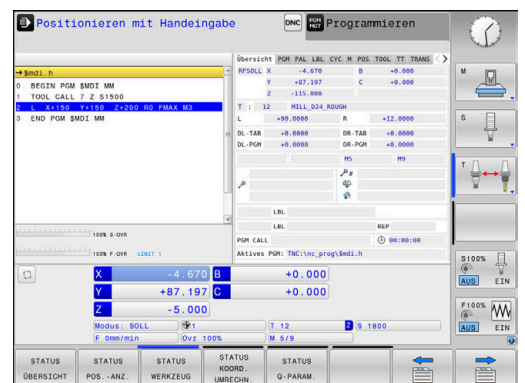 Positionieren mit Handeingabe
DNC PGM MGT Programmieren
→$mdi.h
0 BEGIN PGM $MDI MM
1 TOOL CALL 7 Z S1500
2 L X+150 Y+150 Z+200 R0 FMAX M3
3 END PGM $MDI MM
100% S-OVR
100% F-OVR LIMIT 1
Übersicht PGM PAL LBL CYC M POS TOOL TT TRANS
RFSOLL X -4.670 B +0.000
Y +87.197 C +0.000
Z -115.000
T : 12 MILL_D24_ROUGH
L +90.0000 R +12.0000
DL-TAB +0.0000 DR-TAB +0.0000
DL-PGM +0.0000 DR-PGM +0.0000
M5 M9
LBL
LBL REP
PGM CALL 00:00:00
Aktives PGM: TNC:\nc_prog\$mdi.h
X -4.670 B +0.000
Y +87.197 C +0.000
Z -5.000
Modus: SOLL 1 T 12 Z S 1800
F 0mm/min Ovr 100% M 5/9
M
S
T
S100%
AUS EIN
F100%
AUS EIN
STATUS ÜBERSICHT
STATUS POS.-ANZ.
STATUS WERKZEUG
STATUS KOORD. UMRECHN.
STATUS Q-PARAM.